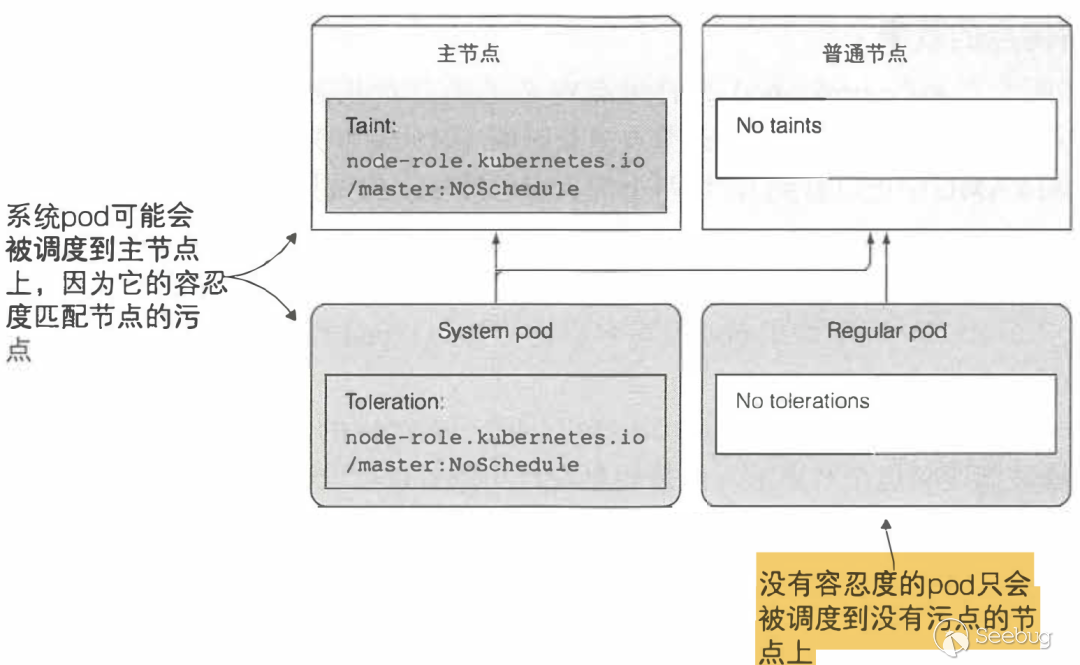 主节点
Taint:
node-role.kubernetes.io
/master:NoSchedule
普通节点
No taints
系统pod可能会
被调度到主节点
上，因为它的容忍
度匹配节点的污
点
System pod
Toleration:
node-role.kubernetes.io
/master:NoSchedule
Regular pod
No tolerations
没有容忍度的pod只会
被调度到没有污点的节
点上
Seebug